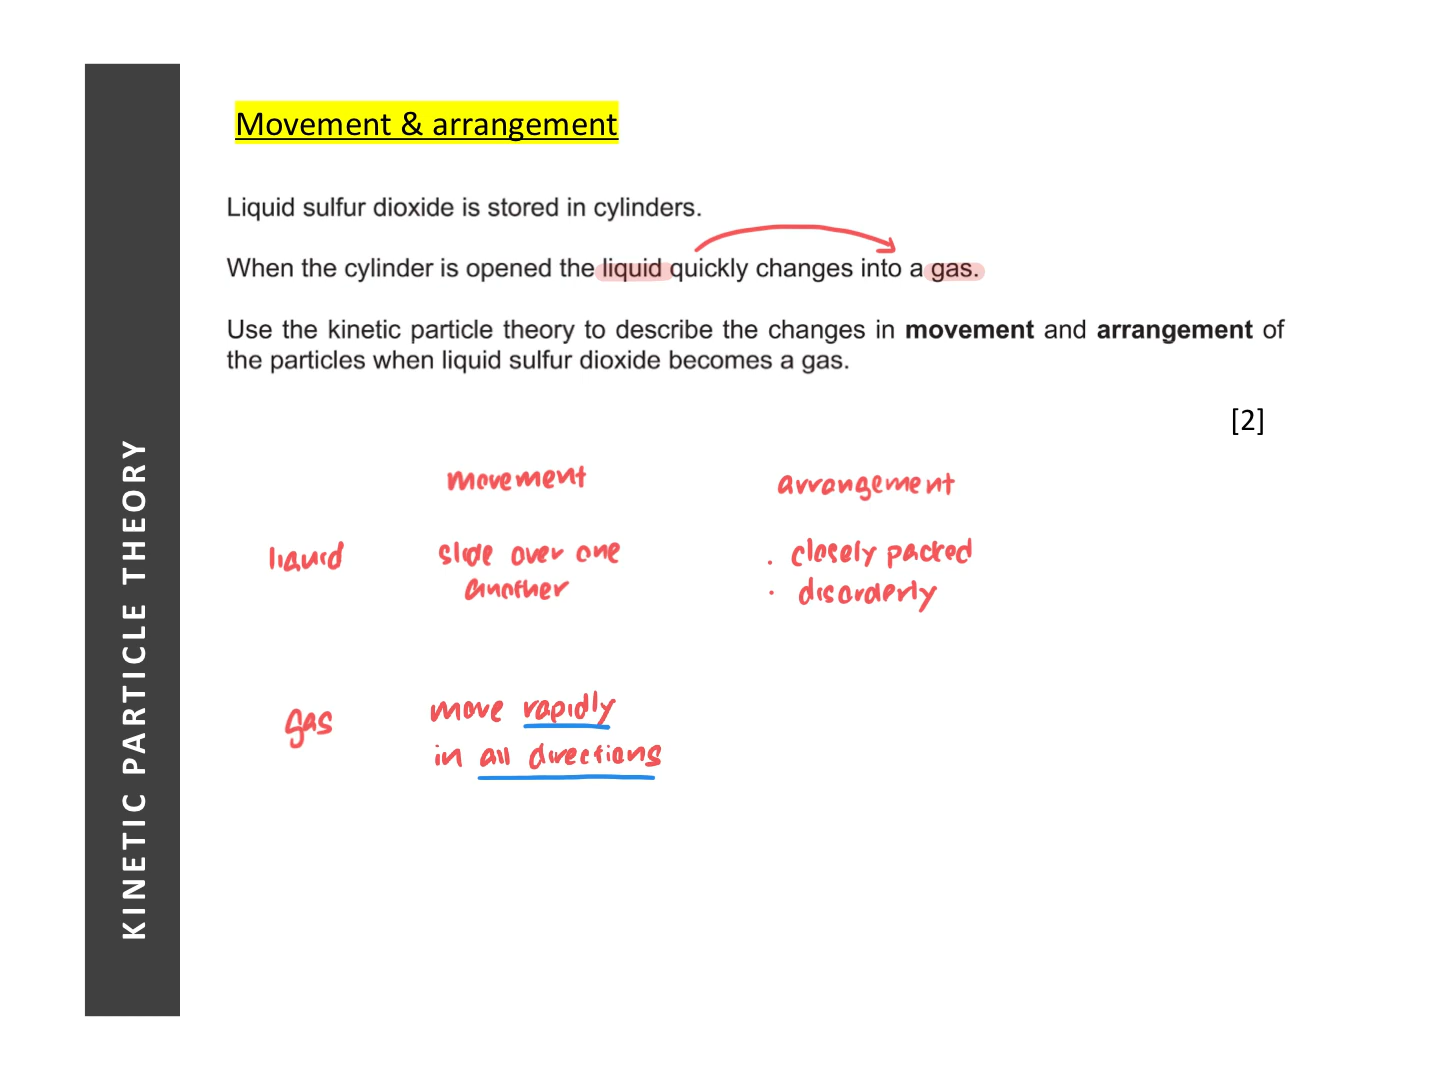 KINETIC PARTICLE THEORY
Movement & arrangement
Liquid sulfur dioxide is stored in cylinders.
When the cylinder is opened the liquid quickly changes into a gas.
Use the kinetic particle theory to describe the changes in movement and arrangement of
the particles when liquid sulfur dioxide becomes a gas.
[2]
movement arrangement
liquid slide over one · closely packed
another · disorderly
gas move rapidly
in all directions